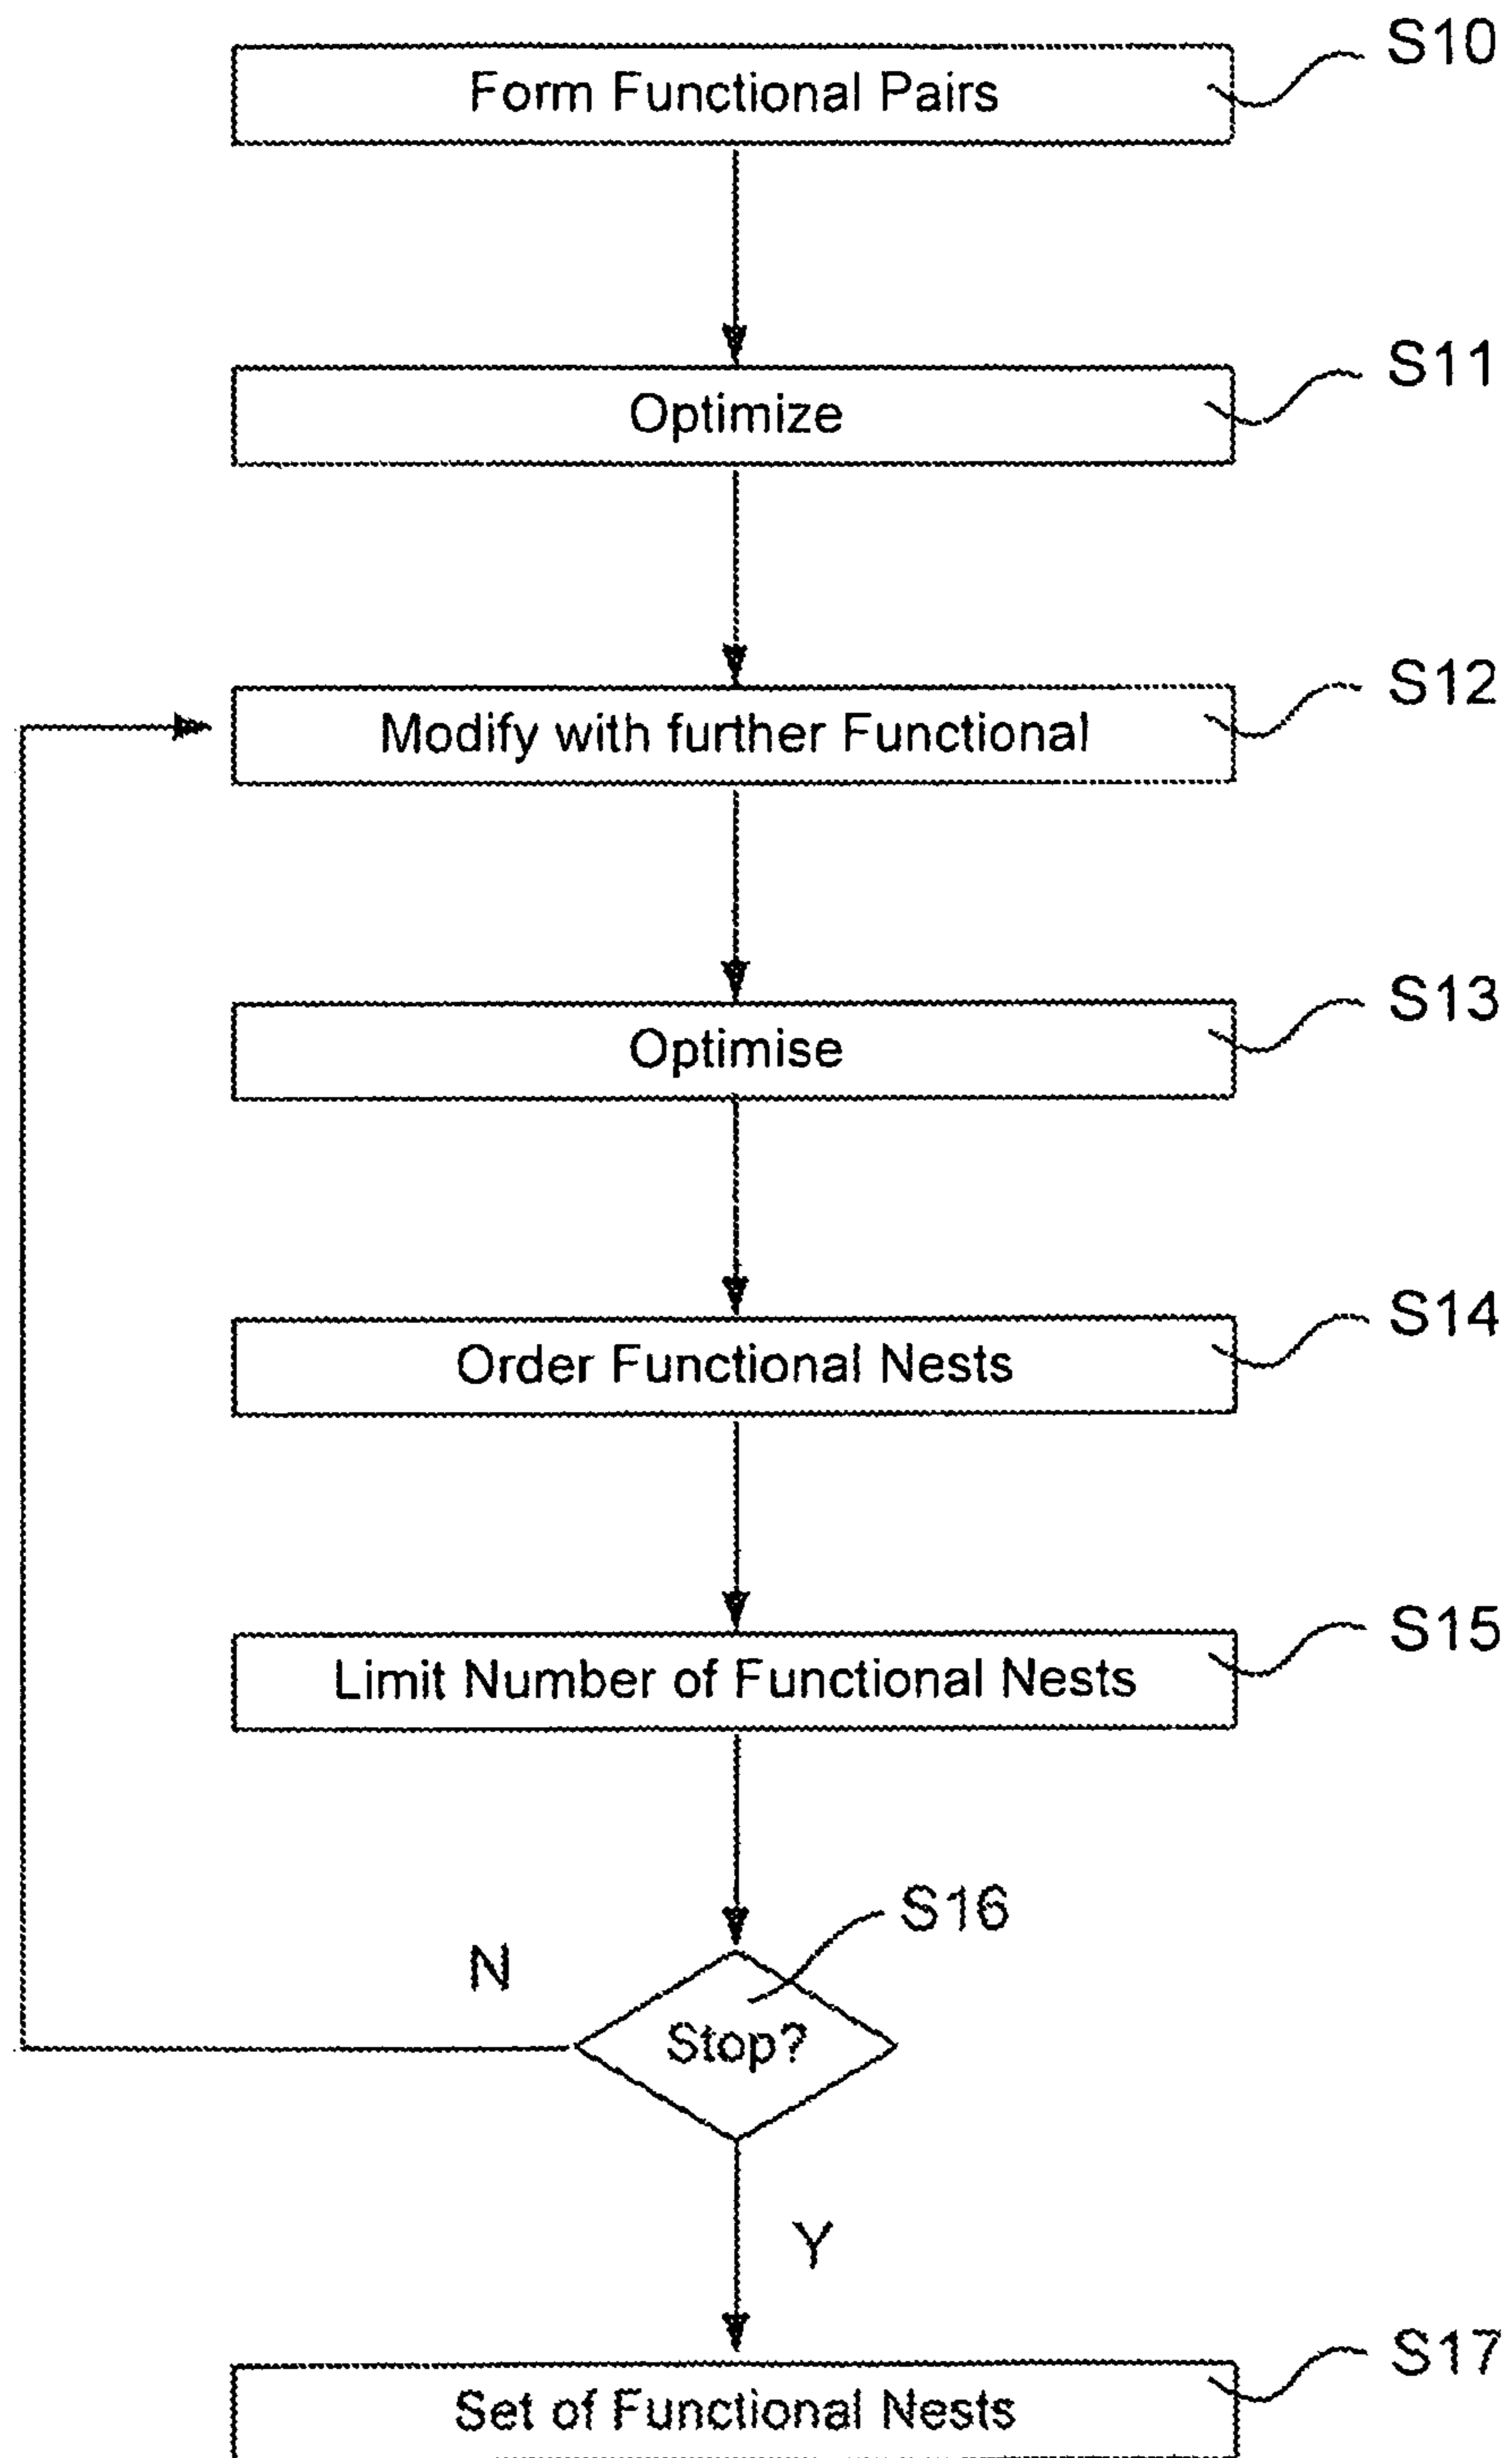 S10
Form Functional Pairs
S11
Optimize
S12
Modify with further Functional
S13
Optimise
S14
Order Functional Nests
S15
Limit Number of Functional Nests
S16
N
Stop?
Y
S17
Set of Functional Nests